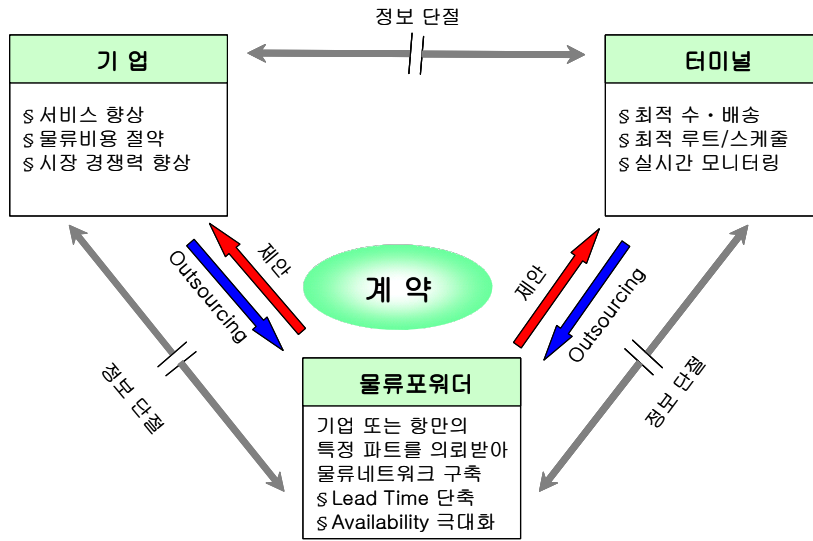 정보 단절
기 업
§ 서비스 향상
§ 물류비용 절약
§ 시장 경쟁력 향상
터미널
§ 최적 수・배송
§ 최적 루트/스케줄
§ 실시간 모니터링
제안
Outsourcing
계 약
제안
Outsourcing
정보 단절
정보 단절
물류포워더
기업 또는 항만의
특정 파트를 의뢰받아
물류네트워크 구축
§ Lead Time 단축
§ Availability 극대화